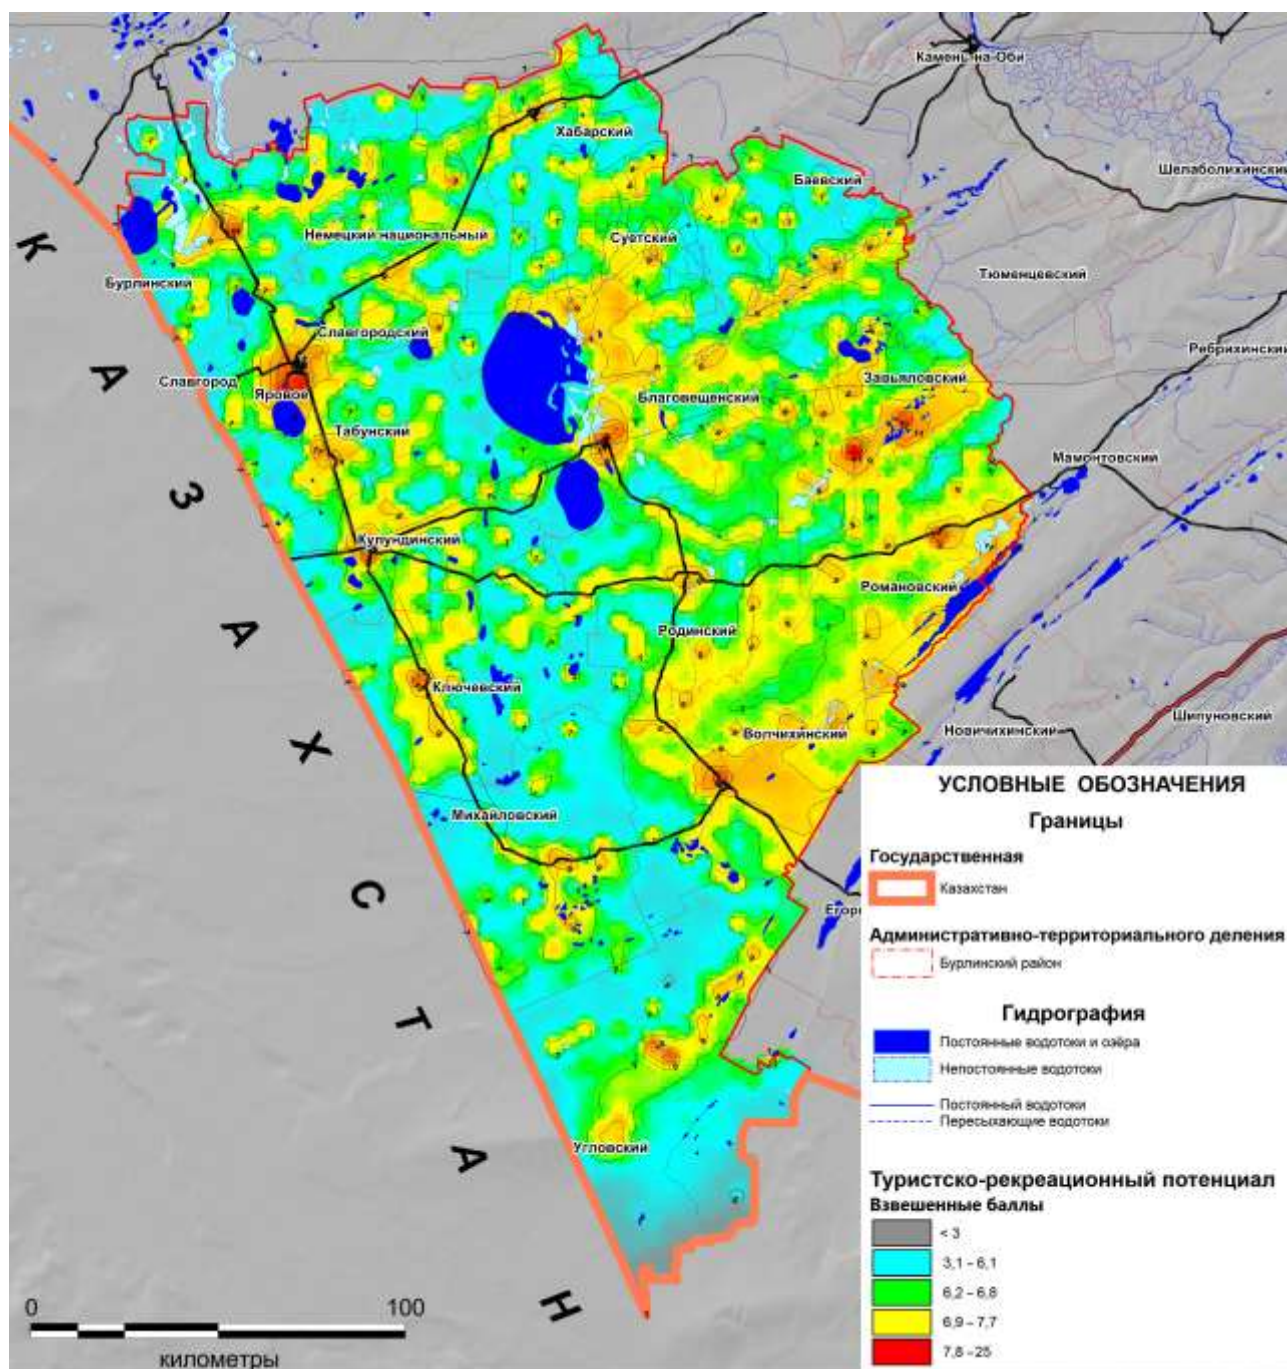 Камень-на-Оби
Хабарский
Шелаболихинский
Баевский
Немецкий национальный
Суетский
Тюменцевский
Бурлинский
Славгородский
Ребрихинский
Славгород
Яровое
Завьяловский
Благовещенский
Табунский
Мамонтовский
Кулундинский
Романовский
Родинский
Ключевский
Волчихинский
Новичихинский
Шипуновский
Михайловский
Егор
Угловский
К А З А Х С Т А Н
0 100
километры
УСЛОВНЫЕ ОБОЗНАЧЕНИЯ
Границы
Государственная
Казахстан
Административно-территориального деления
Бурлинский район
Гидрография
Постоянные водотоки и озёра
Непостоянные водотоки
Постоянный водотоки
Пересыхающие водотоки
Туристско-рекреационный потенциал
Взвешенные баллы
< 3
3,1 – 6,1
6,2 – 6,8
6,9 – 7,7
7,8 – 25